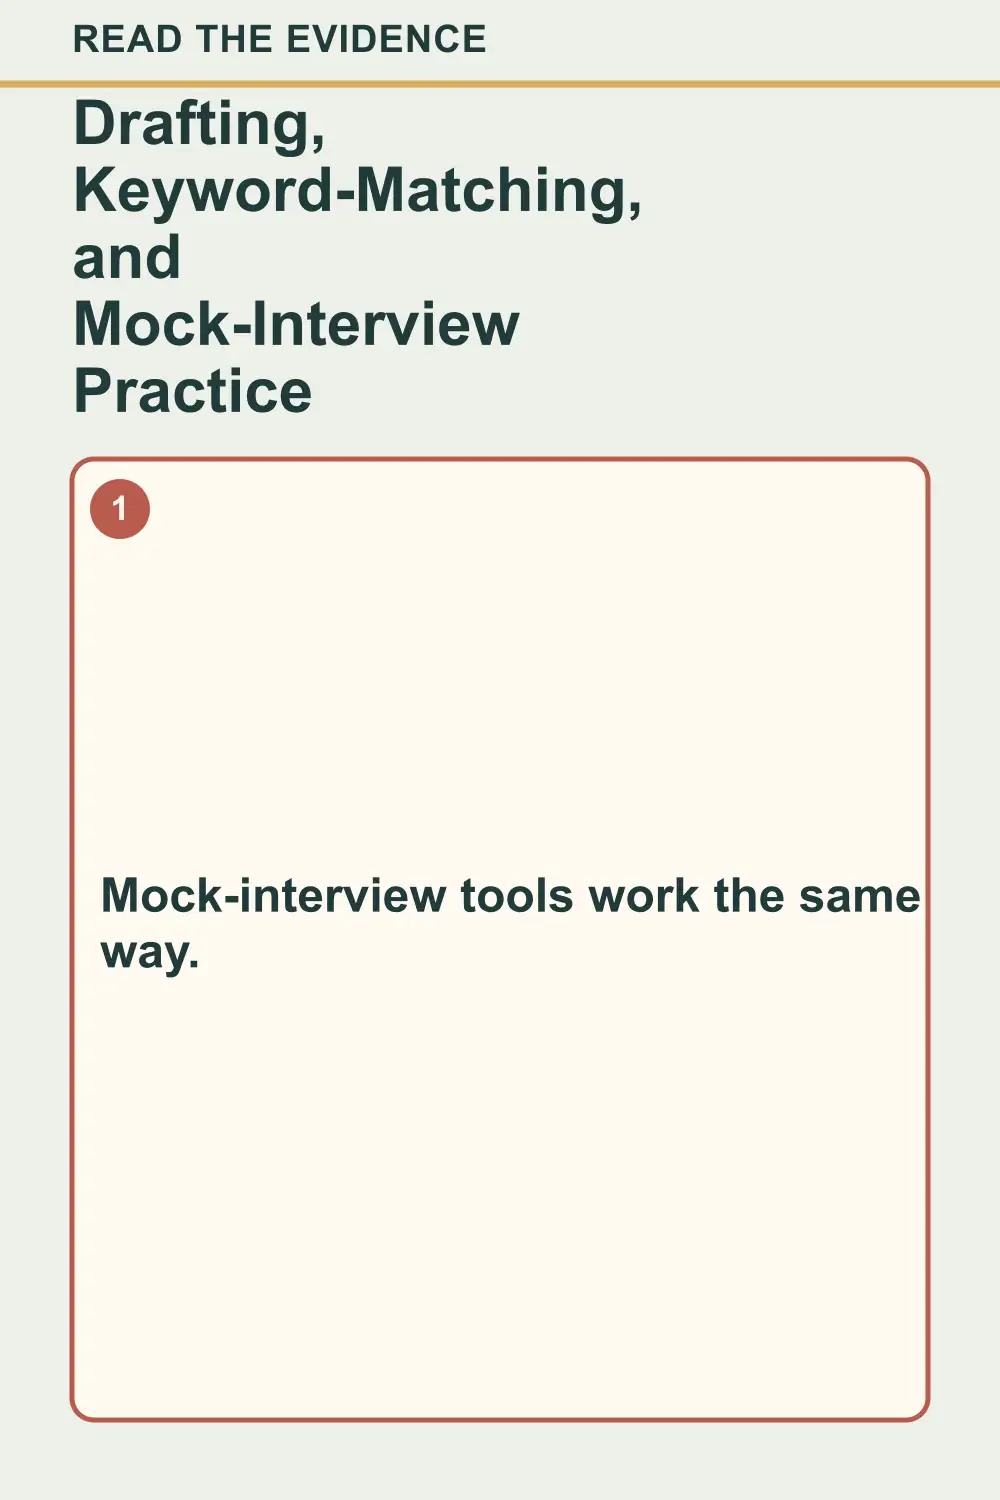 READ THE EVIDENCE
Drafting,
Keyword-Matching,
and
Mock-Interview
Practice
1
Mock-interview tools work the same
way.